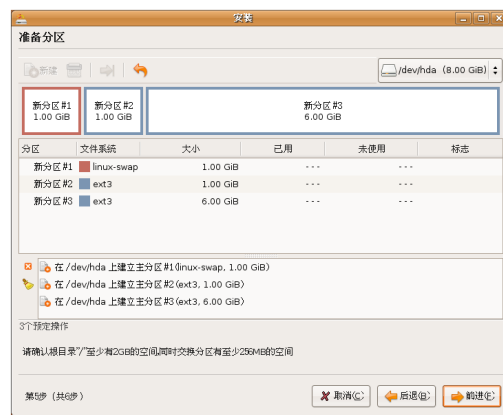 安装
准备分区
新建
/dev/hda (8.00 GiB)
新分区#1
1.00 GiB
新分区#2
1.00 GiB
新分区#3
6.00 GiB
分区 文件系统 大小 已用 未使用 标志
新分区#1 linux-swap 1.00 GiB --- ---
新分区#2 ext3 1.00 GiB --- ---
新分区#3 ext3 6.00 GiB --- ---
在 /dev/hda 上建立主分区 #1(linux-swap, 1.00 GiB)
在 /dev/hda 上建立主分区 #2(ext3, 1.00 GiB)
在 /dev/hda 上建立主分区 #3(ext3, 6.00 GiB)
3个预定操作
请确认根目录"/"至少有2GB的空间,同时交换分区有至少256MB的空间
第5步 (共6步)
取消(C) 后退(B) 前进(F)